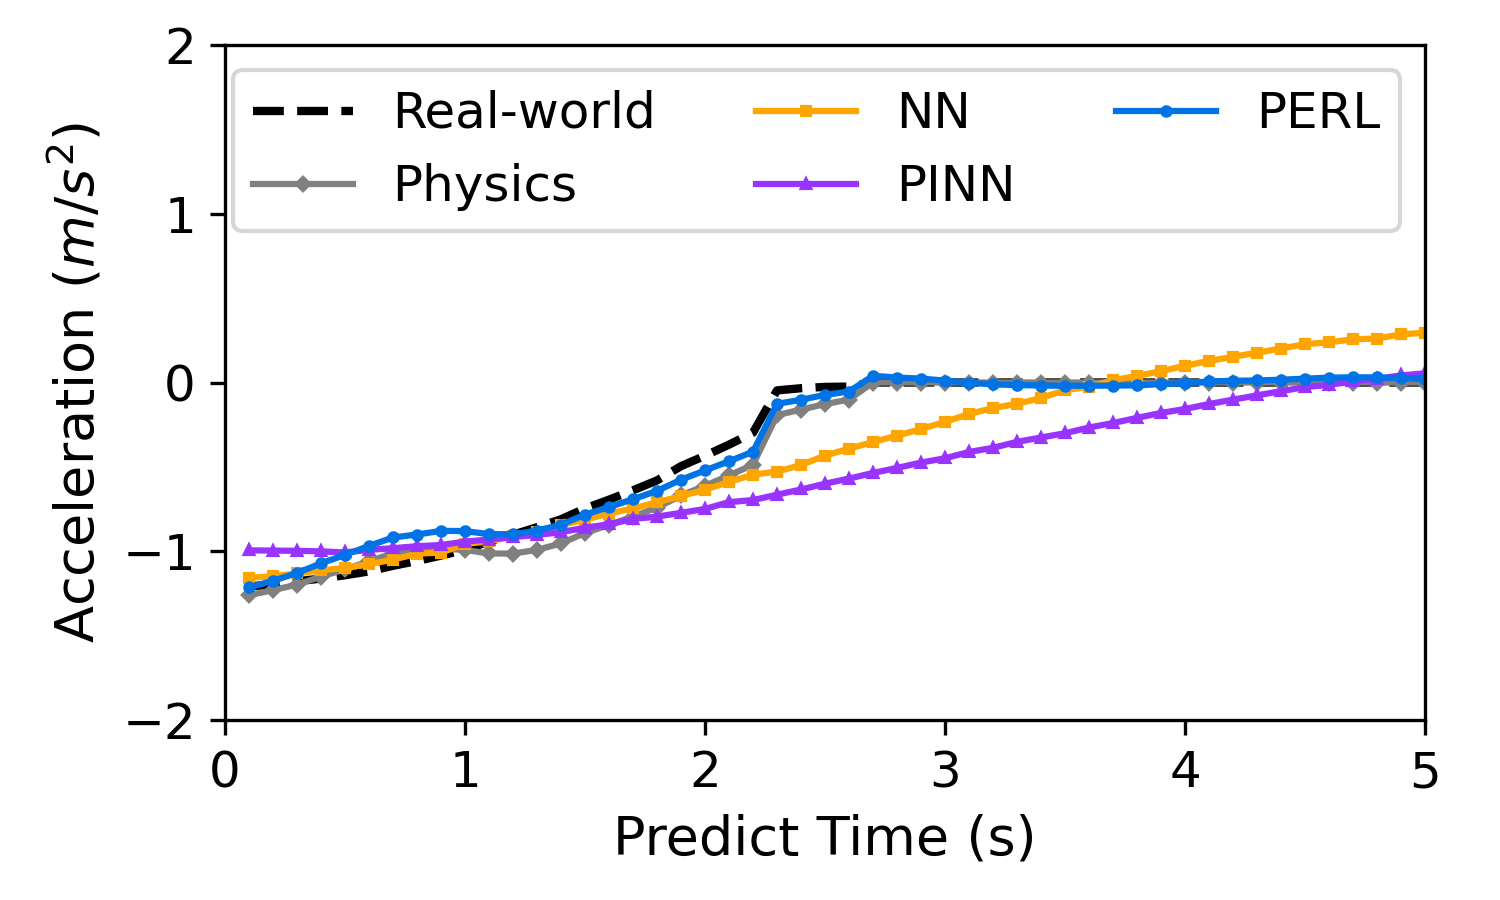 Acceleration (m/s²)
2
1
0
−1
−2
Real-world
Physics
NN
PINN
PERL
0 1 2 3 4 5
Predict Time (s)